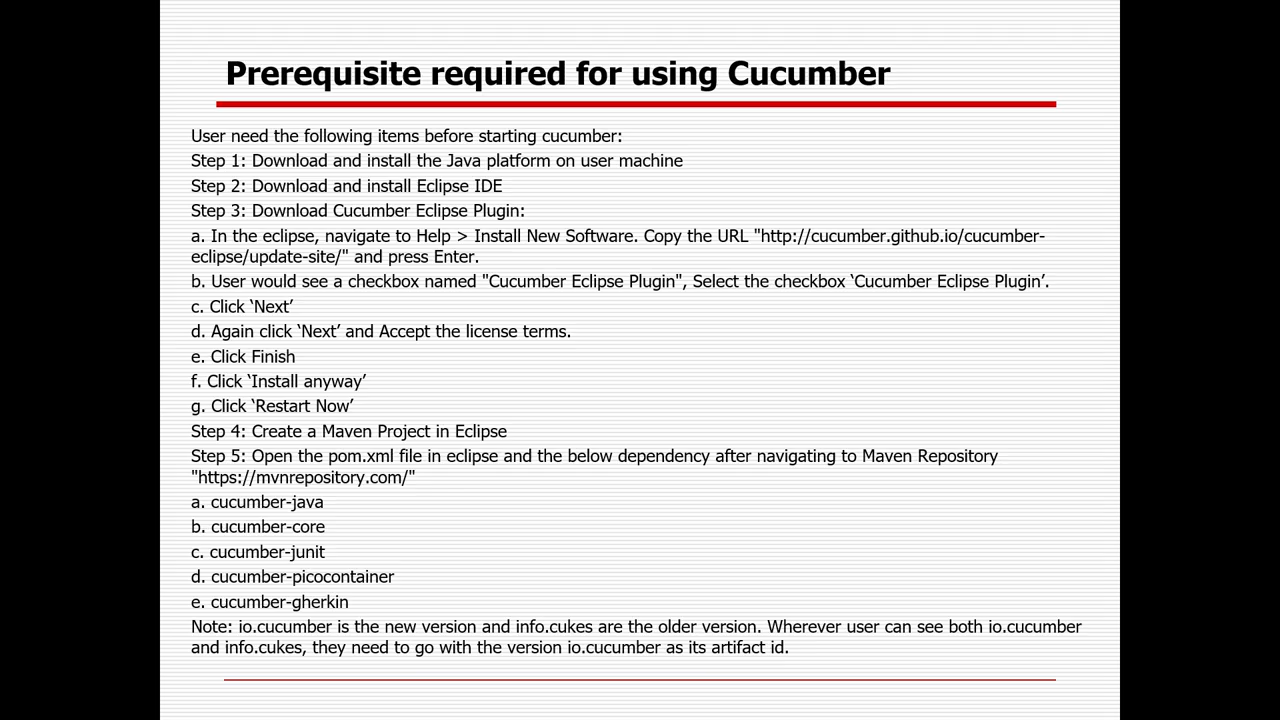 Prerequisite required for using Cucumber
User need the following items before starting cucumber:
Step 1: Download and install the Java platform on user machine
Step 2: Download and install Eclipse IDE
Step 3: Download Cucumber Eclipse Plugin:
a. In the eclipse, navigate to Help > Install New Software. Copy the URL "http://cucumber.github.io/cucumber-
eclipse/update-site/" and press Enter.
b. User would see a checkbox named "Cucumber Eclipse Plugin", Select the checkbox ‘Cucumber Eclipse Plugin’.
c. Click ‘Next’
d. Again click ‘Next’ and Accept the license terms.
e. Click Finish
f. Click ‘Install anyway’
g. Click ‘Restart Now’
Step 4: Create a Maven Project in Eclipse
Step 5: Open the pom.xml file in eclipse and the below dependency after navigating to Maven Repository
"https://mvnrepository.com/"
a. cucumber-java
b. cucumber-core
c. cucumber-junit
d. cucumber-picocontainer
e. cucumber-gherkin
Note: io.cucumber is the new version and info.cukes are the older version. Wherever user can see both io.cucumber
and info.cukes, they need to go with the version io.cucumber as its artifact id.